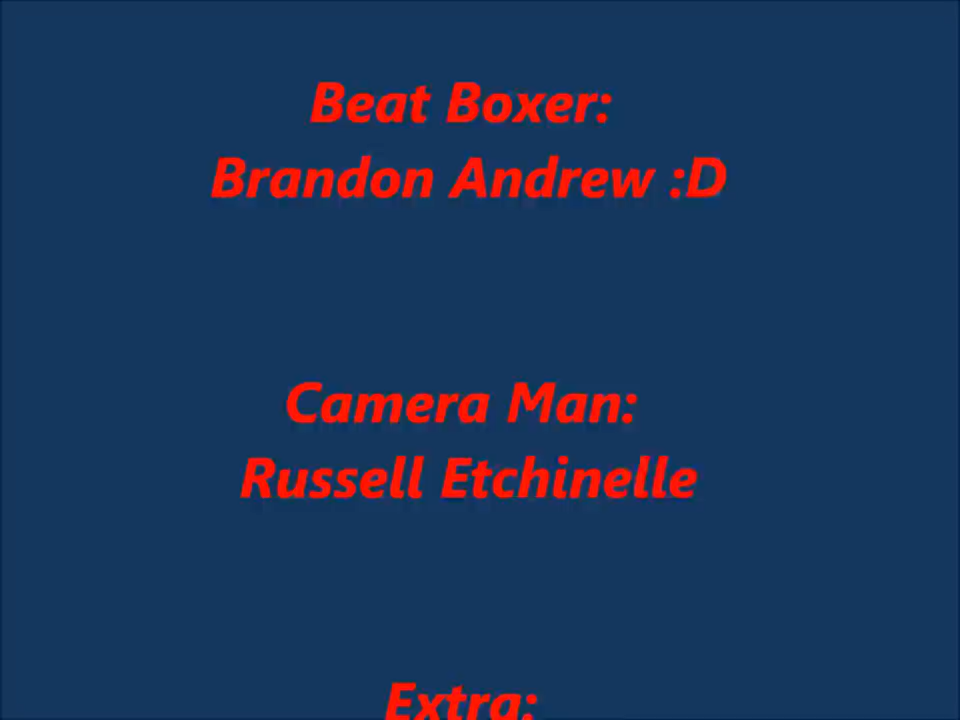 Beat Boxer:
Brandon Andrew :D
Camera Man:
Russell Etchinelle
Extra: